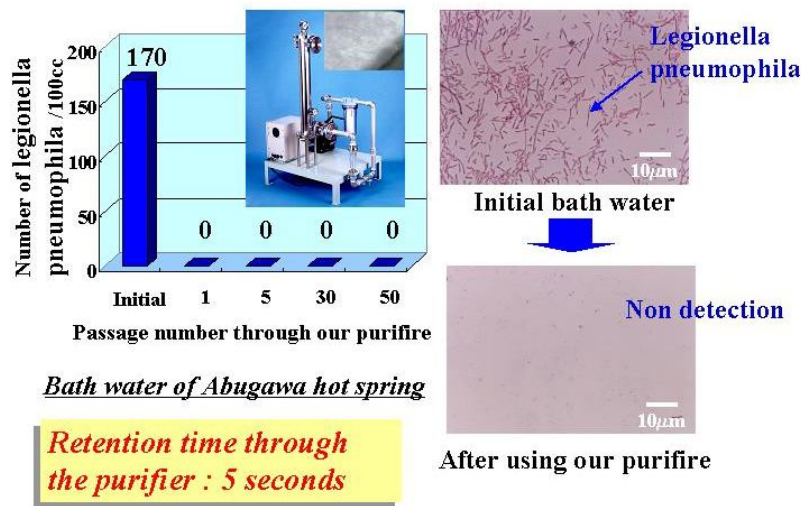 Number of legionella
pneumophila /100cc
200
150
100
50
0
170
0 0 0 0
Initial 1 5 30 50
Passage number through our purifire
Bath water of Abugawa hot spring
Retention time through
the purifier : 5 seconds
Legionella
pneumophila
10μm
Initial bath water
Non detection
10μm
After using our purifire